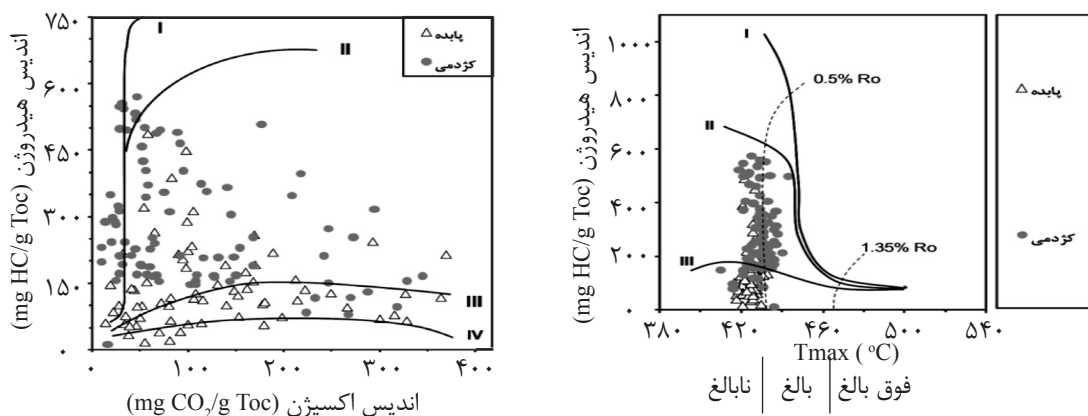 اندیس هیدروژن (mg HC/g Toc)
۷۵۰
۶۰۰
۴۵۰
۳۰۰
۱۵۰
۰
I
II
III
IV
پابده
کژدمی
۰ ۱۰۰ ۲۰۰ ۳۰۰ ۴۰۰
اندیس اکسیژن (mg CO₂/g Toc)
اندیس هیدروژن (mg HC/g Toc)
۱۰۰۰
۸۰۰
۶۰۰
۴۰۰
۲۰۰
۰
I
II
III
0.5% Ro
1.35% Ro
پابده
کژدمی
۳۸۰ ۴۲۰ ۴۶۰ ۵۰۰ ۵۴۰
Tmax ( °C)
نابالغ | بالغ | فوق بالغ